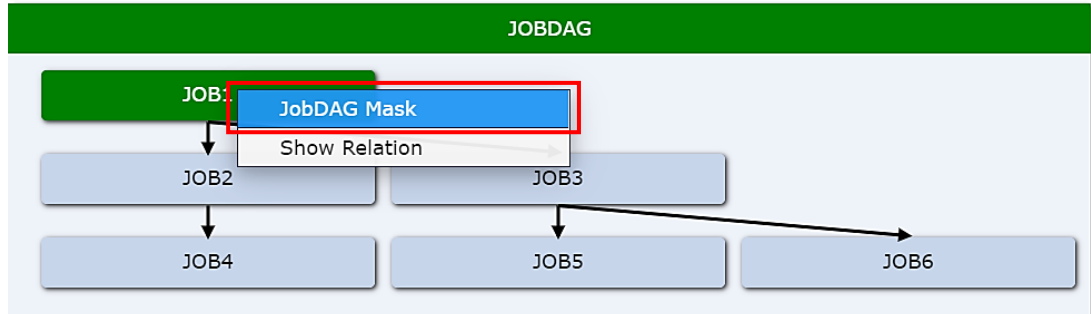 JOBDAG
JOB1
JobDAG Mask
Show Relation
JOB2
JOB3
JOB4
JOB5
JOB6